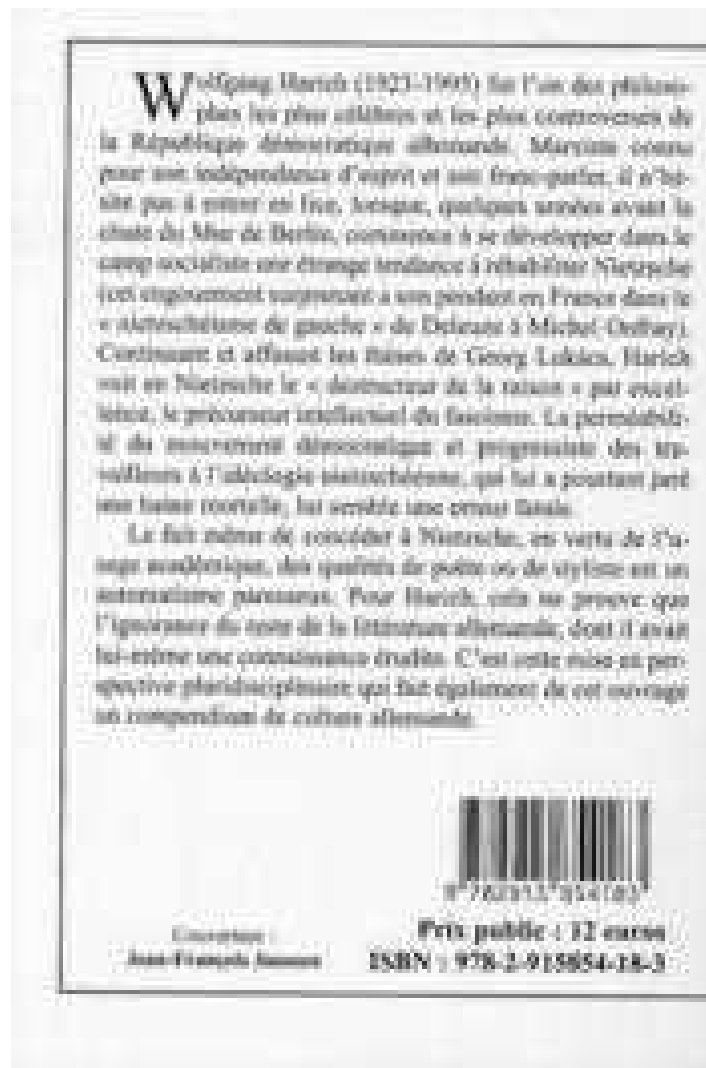 Wolfgang Harich (1923-1995) fut l'un des philoso-
phes les plus célèbres et les plus controversés de
la République démocratique allemande. Marxiste connu
pour son indépendance d'esprit et son franc-parler, il n'hé-
site pas à entrer en lice, lorsque, quelques années avant la
chute du Mur de Berlin, commence à se développer dans le
camp socialiste une étrange tendance à réhabiliter Nietzsche
(cet engouement surprenant a son pendant en France dans le
« nietzschéisme de gauche » de Deleuze à Michel Onfray).
Continuant et affinant les thèses de Georg Lukács, Harich
voit en Nietzsche le « destructeur de la raison » par excel-
lence, le précurseur intellectuel du fascisme. La perméabili-
té du mouvement démocratique et progressiste des tra-
vailleurs à l'idéologie nietzschéenne, qui lui a pourtant juré
une haine mortelle, lui semble une erreur fatale.
Le fait même de concéder à Nietzsche, en vertu de l'u-
sage académique, des qualités de poète ou de styliste est un
automatisme paresseux. Pour Harich, cela ne prouve que
l'ignorance du reste de la littérature allemande, dont il avait
lui-même une connaissance érudite. C'est cette mise en per-
spective pluridisciplinaire qui fait également de cet ouvrage
un compendium de culture allemande.
Couverture :
Jean-François
Prix public : 12 euros
ISBN : 978-2-915854-18-3